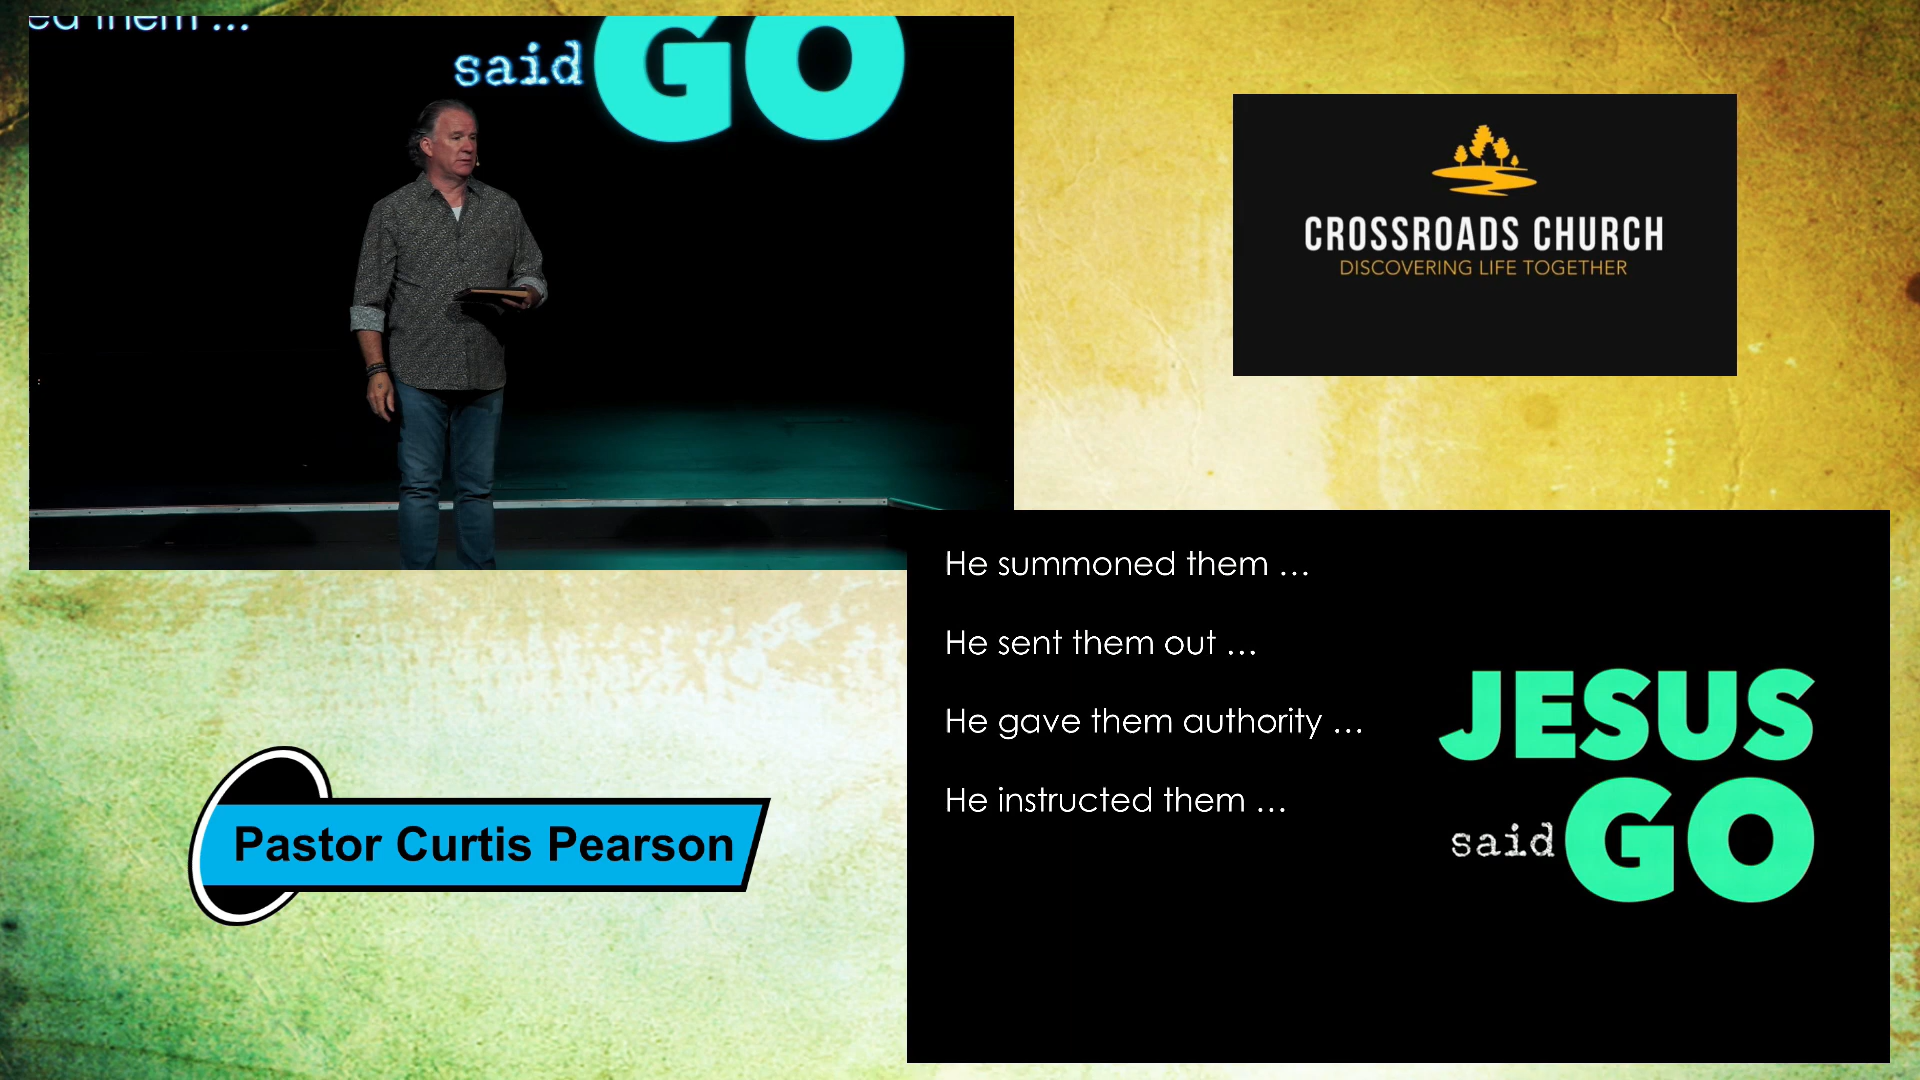 them ...
said GO
CROSSROADS CHURCH
DISCOVERING LIFE TOGETHER
He summoned them ...
He sent them out ...
He gave them authority ...
He instructed them ...
JESUS
said GO
Pastor Curtis Pearson